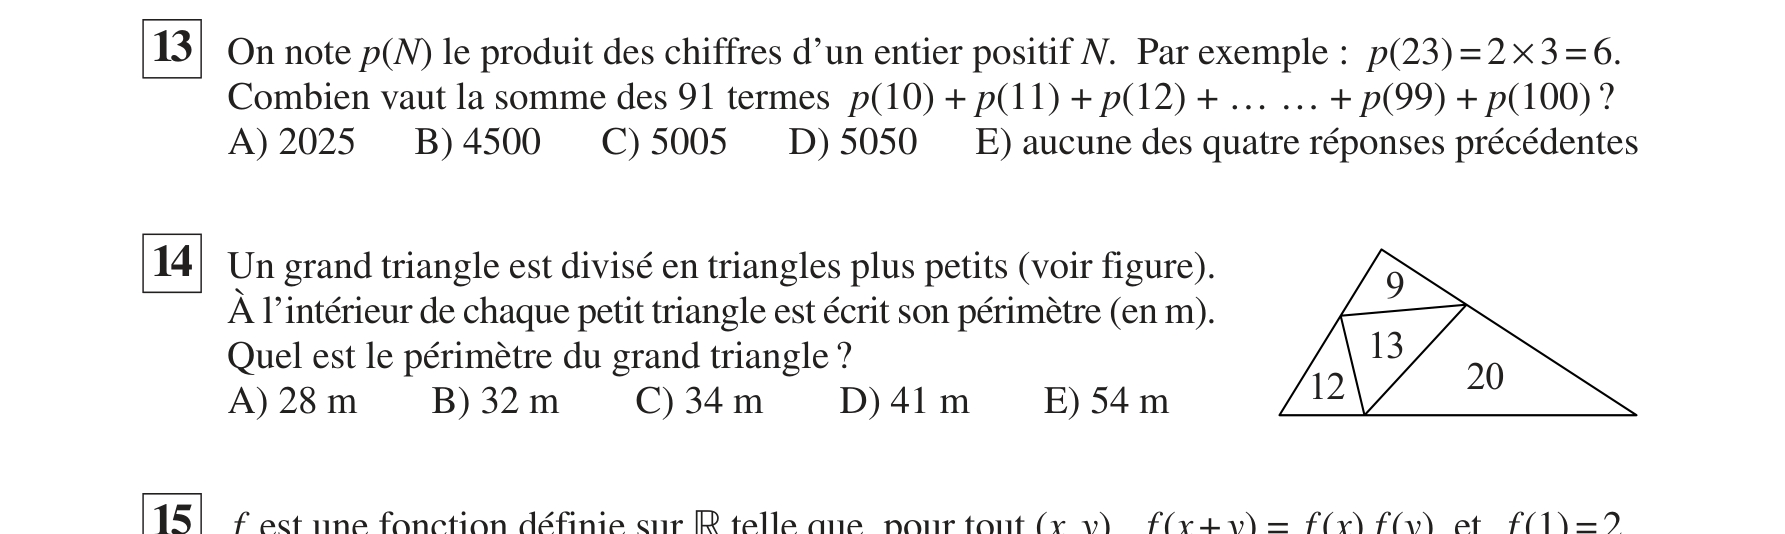 13 On note p(N) le produit des chiffres d’un entier positif N. Par exemple : p(23) = 2 × 3 = 6.
Combien vaut la somme des 91 termes p(10) + p(11) + p(12) + … … + p(99) + p(100) ?
A) 2025 B) 4500 C) 5005 D) 5050 E) aucune des quatre réponses précédentes
14 Un grand triangle est divisé en triangles plus petits (voir figure).
À l’intérieur de chaque petit triangle est écrit son périmètre (en m).
Quel est le périmètre du grand triangle ?
A) 28 m B) 32 m C) 34 m D) 41 m E) 54 m
9
13
20
12
15 f est une fonction définie sur ℝ telle que, pour tout (x, y), f(x + y) = f(x) f(y) et f(1) = 2.